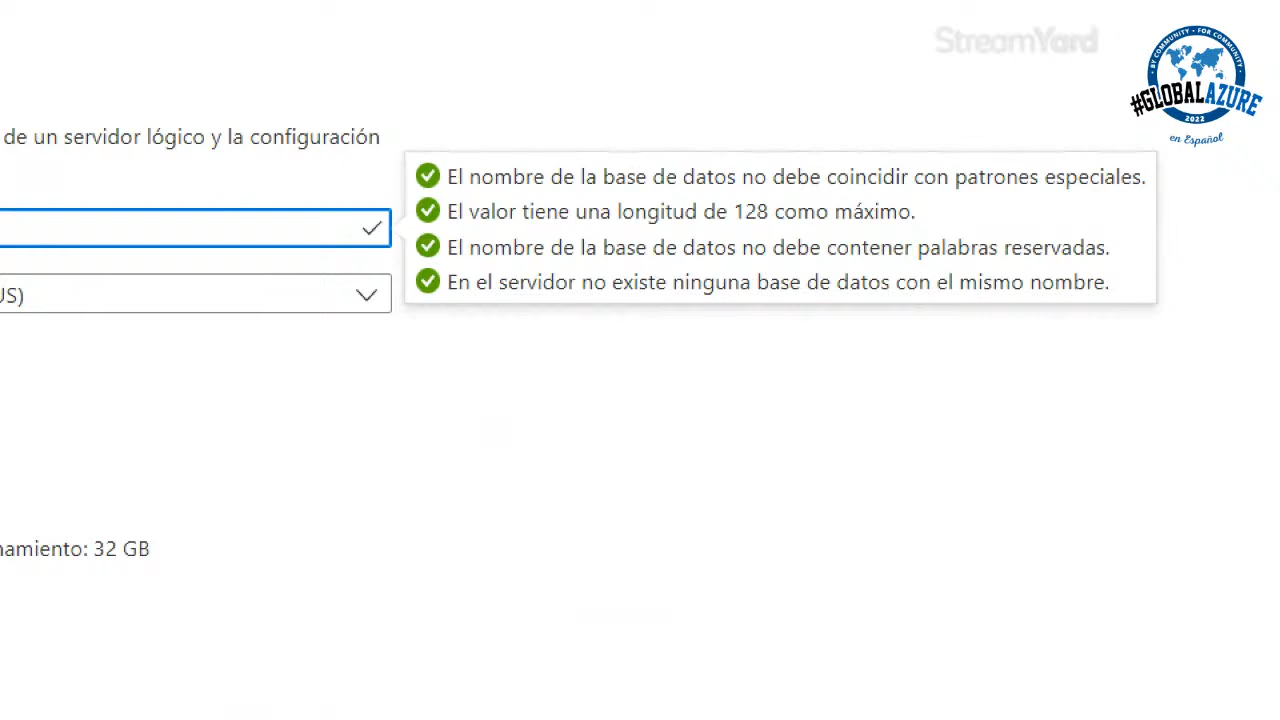 StreamYard
BY COMMUNITY • FOR COMMUNITY
#GLOBALAZURE
2022
en Español
de un servidor lógico y la configuración
El nombre de la base de datos no debe coincidir con patrones especiales.
El valor tiene una longitud de 128 como máximo.
El nombre de la base de datos no debe contener palabras reservadas.
En el servidor no existe ninguna base de datos con el mismo nombre.
US)
namiento: 32 GB